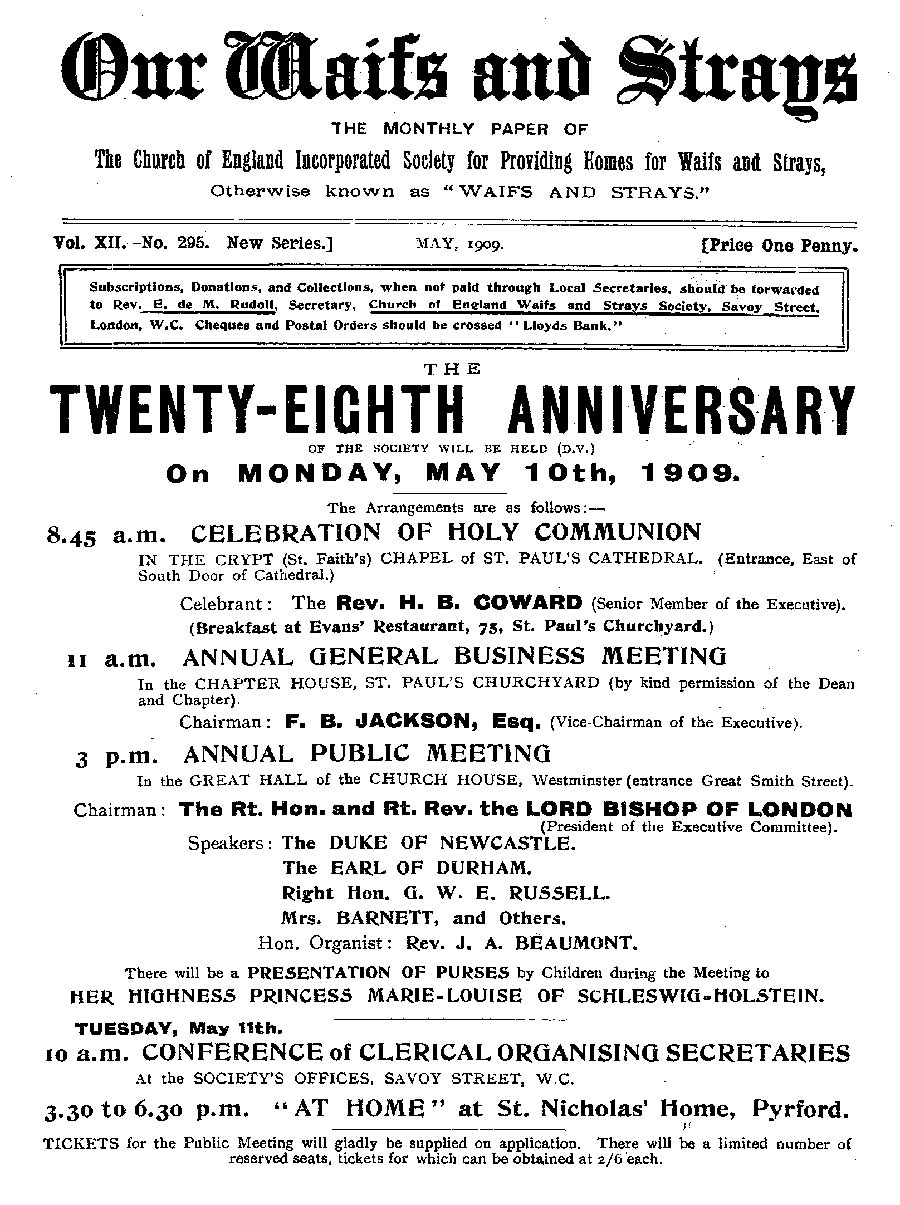 Our Waifs and Strays
THE MONTHLY PAPER OF
The Church of England Incorporated Society for Providing Homes for Waifs and Strays,
Otherwise known as "WAIFS AND STRAYS."
Vol. XII.—No. 295. New Series.] MAY, 1909. [Price One Penny.
Subscriptions, Donations, and Collections, when not paid through Local Secretaries, should be forwarded
to Rev. E. de M. Rudolf, Secretary, Church of England Waifs and Strays Society, Savoy Street,
London, W.C. Cheques and Postal Orders should be crossed "Lloyds Bank."
THE
TWENTY-EIGHTH ANNIVERSARY
OF THE SOCIETY WILL BE HELD (D.V.)
On MONDAY, MAY 10th, 1909.
The Arrangements are as follows:—
8.45 a.m. CELEBRATION OF HOLY COMMUNION
IN THE CRYPT (St. Faith's) CHAPEL of ST. PAUL'S CATHEDRAL. (Entrance, East of
South Door of Cathedral.)
Celebrant: The Rev. H. B. COWARD (Senior Member of the Executive).
(Breakfast at Evans' Restaurant, 75, St. Paul's Churchyard.)
11 a.m. ANNUAL GENERAL BUSINESS MEETING
In the CHAPTER HOUSE, ST. PAUL'S CHURCHYARD (by kind permission of the Dean
and Chapter).
Chairman: F. B. JACKSON, Esq. (Vice-Chairman of the Executive).
3 p.m. ANNUAL PUBLIC MEETING
In the GREAT HALL of the CHURCH HOUSE, Westminster (entrance Great Smith Street).
Chairman: The Rt. Hon. and Rt. Rev. the LORD BISHOP OF LONDON
(President of the Executive Committee).
Speakers: The DUKE OF NEWCASTLE.
The EARL OF DURHAM.
Right Hon. G. W. E. RUSSELL.
Mrs. BARNETT, and Others.
Hon. Organist: Rev. J. A. BEAUMONT.
There will be a PRESENTATION OF PURSES by Children during the Meeting to
HER HIGHNESS PRINCESS MARIE-LOUISE OF SCHLESWIG-HOLSTEIN.
TUESDAY, May 11th.
10 a.m. CONFERENCE of CLERICAL ORGANISING SECRETARIES
At the SOCIETY'S OFFICES, SAVOY STREET, W.C.
3.30 to 6.30 p.m. "AT HOME" at St. Nicholas' Home, Pyrford.
TICKETS for the Public Meeting will gladly be supplied on application. There will be a limited number of
reserved seats, tickets for which can be obtained at 2/6 each.